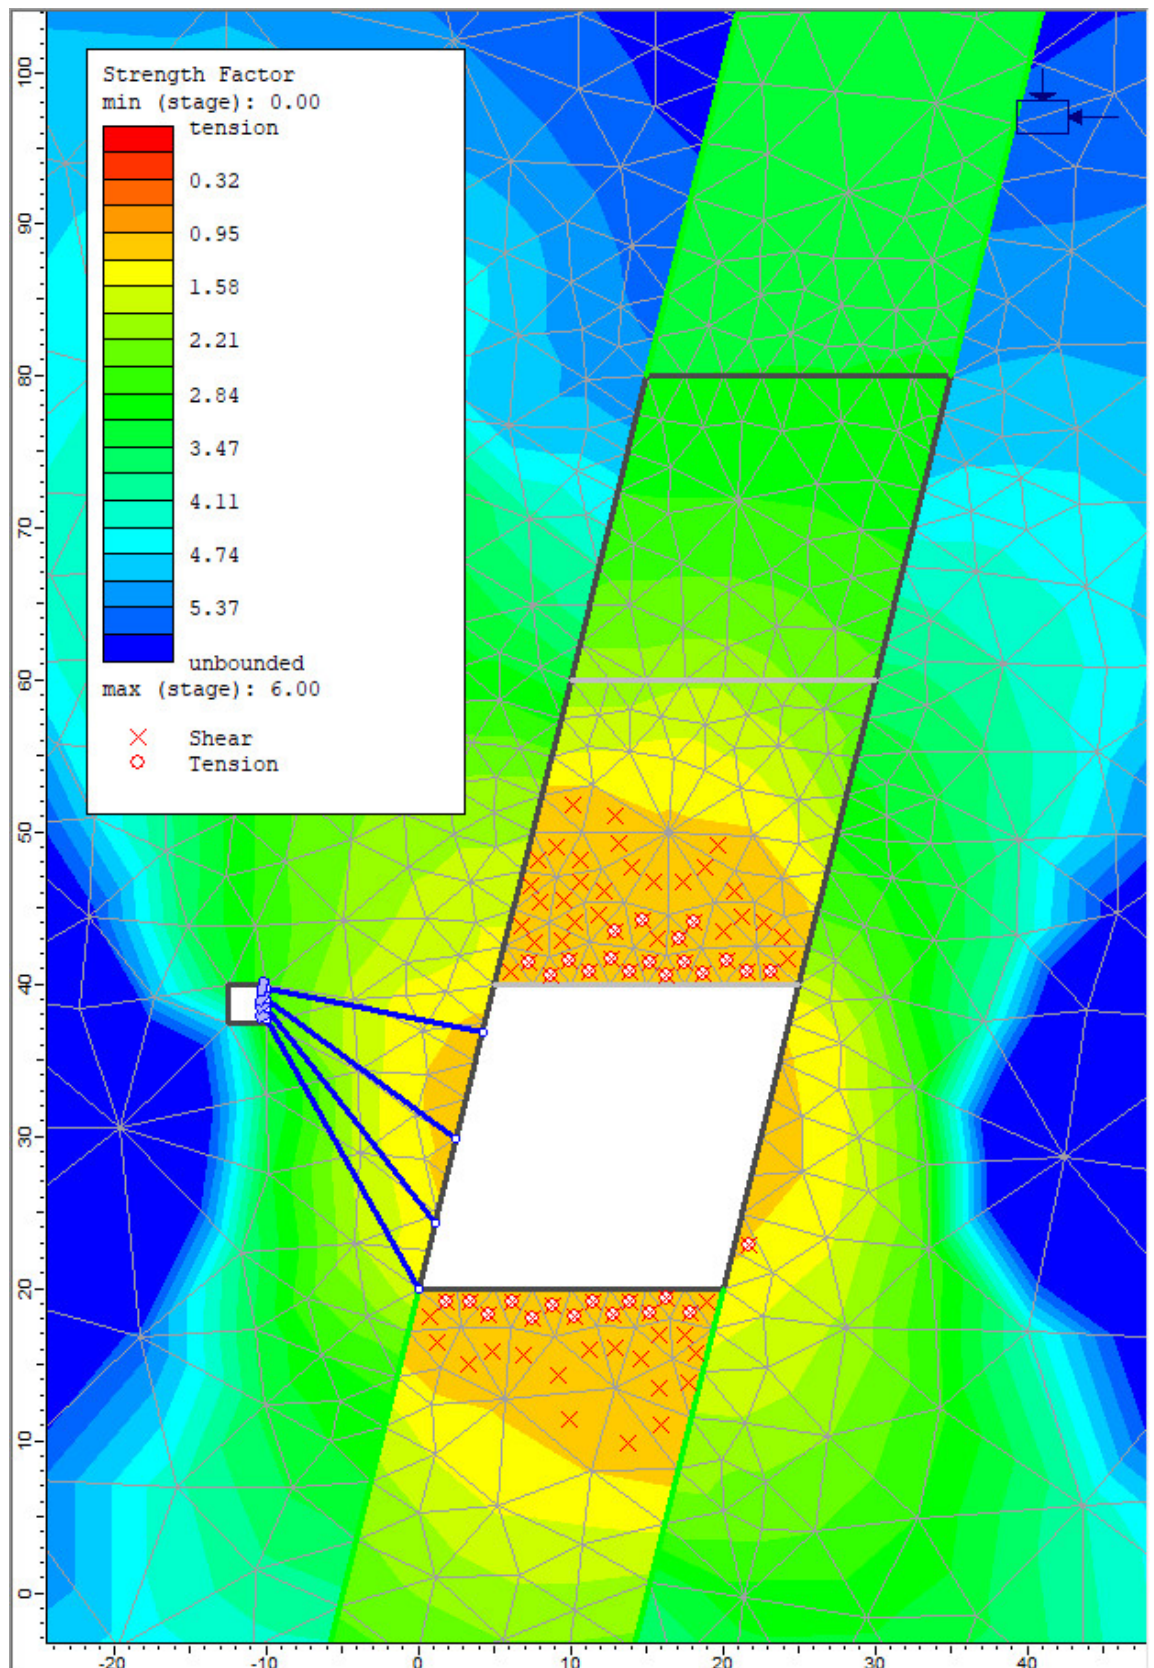 Strength Factor
min (stage): 0.00
tension
0.32
0.95
1.58
2.21
2.84
3.47
4.11
4.74
5.37
unbounded
max (stage): 6.00
Shear
Tension
100
90
80
70
60
50
40
30
20
10
0
-20 -10 0 10 20 30 40